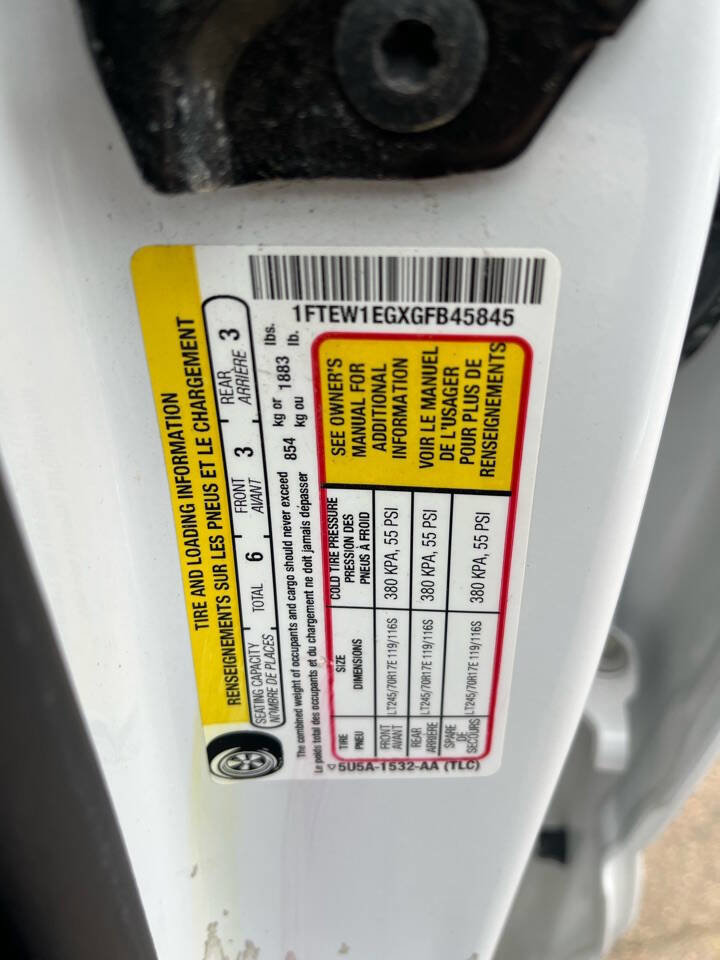 1FTEW1EGXGFB45845
TIRE AND LOADING INFORMATION
RENSEIGNEMENTS SUR LES PNEUS ET LE CHARGEMENT
SEATING CAPACITY
NOMBRE DE PLACES
TOTAL 6
FRONT
AVANT
3
REAR
ARRIÈRE
3
The combined weight of occupants and cargo should never exceed 854 kg or 1883 lbs.
Le poids total des occupants et du chargement ne doit jamais dépasser 854 kg ou 1883 lb.
TIRE
PNEU
SIZE
DIMENSIONS
COLD TIRE PRESSURE
PRESSION DES
PNEUS À FROID
FRONT
AVANT
LT245/70R17E 119/116S
380 KPA, 55 PSI
REAR
ARRIÈRE
LT245/70R17E 119/116S
380 KPA, 55 PSI
SPARE
DE
SECOURS
LT245/70R17E 119/116S
380 KPA, 55 PSI
SEE OWNER'S
MANUAL FOR
ADDITIONAL
INFORMATION
VOIR LE MANUEL
DE L'USAGER
POUR PLUS DE
RENSEIGNEMENTS
5U5A-1532-AA (TLC)